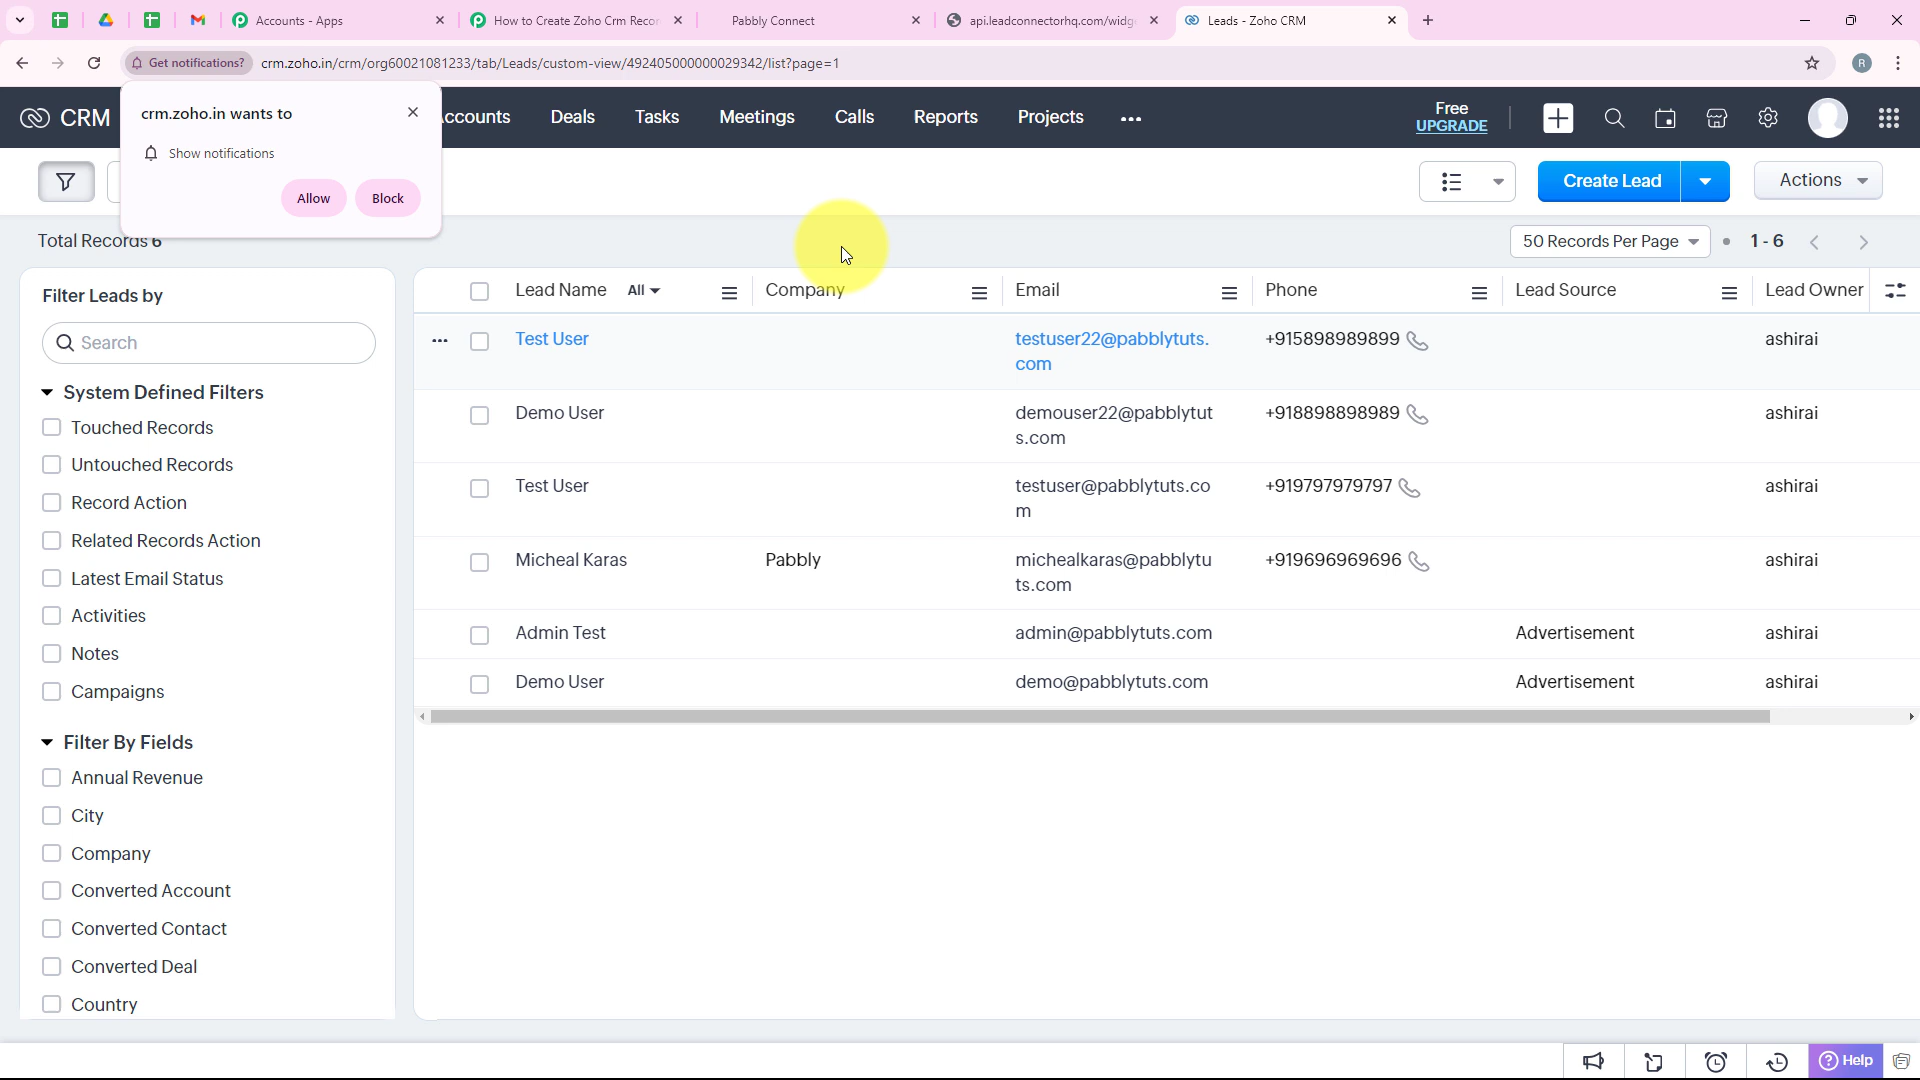 Accounts - Apps
How to Create Zoho Crm Recor
Pabbly Connect
api.leadconnectorhq.com/widge
Leads - Zoho CRM
Get notifications?
crm.zoho.in/crm/org60021081233/tab/Leads/custom-view/492405000000029342/list?page=1
crm.zoho.in wants to
Show notifications
Allow
Block
CRM
ccounts
Deals
Tasks
Meetings
Calls
Reports
Projects
Free
UPGRADE
Create Lead
Actions
Total Records 6
50 Records Per Page
1 - 6
Filter Leads by
Search
System Defined Filters
Touched Records
Untouched Records
Record Action
Related Records Action
Latest Email Status
Activities
Notes
Campaigns
Filter By Fields
Annual Revenue
City
Company
Converted Account
Converted Contact
Converted Deal
Country
Lead Name All Company Email Phone Lead Source Lead Owner
Test User testuser22@pabblytuts. +915898989899 ashirai
com
Demo User demouser22@pabblytut +918898898989 ashirai
s.com
Test User testuser@pabblytuts.co +919797979797 ashirai
m
Micheal Karas Pabbly michealkaras@pabblytu +919696969696 ashirai
ts.com
Admin Test admin@pabblytuts.com Advertisement ashirai
Demo User demo@pabblytuts.com Advertisement ashirai
Help
R